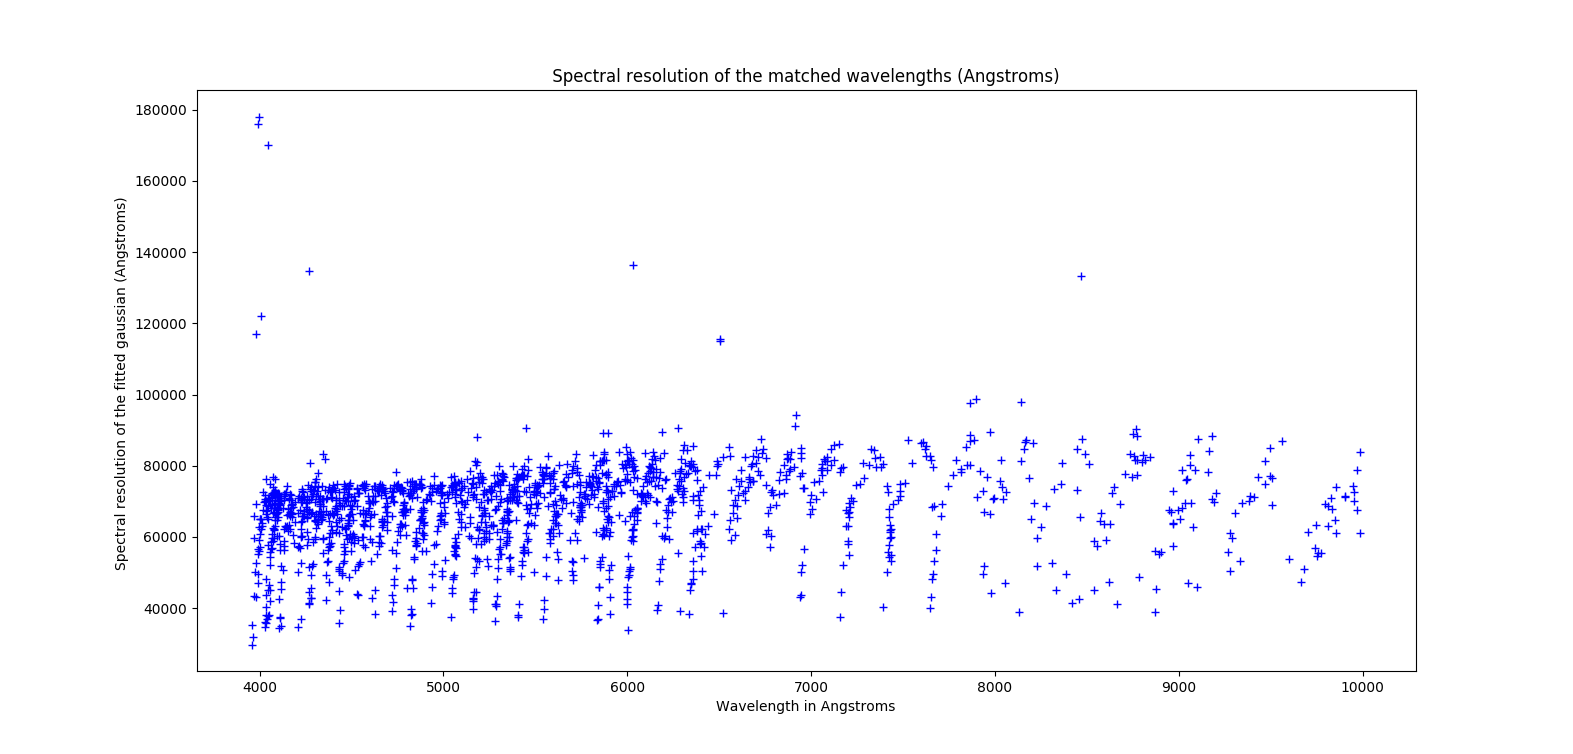 Spectral resolution of the matched wavelengths (Angstroms)
180000
160000
140000
120000
100000
80000
60000
40000
Spectral resolution of the fitted gaussian (Angstroms)
4000 5000 6000 7000 8000 9000 10000
Wavelength in Angstroms